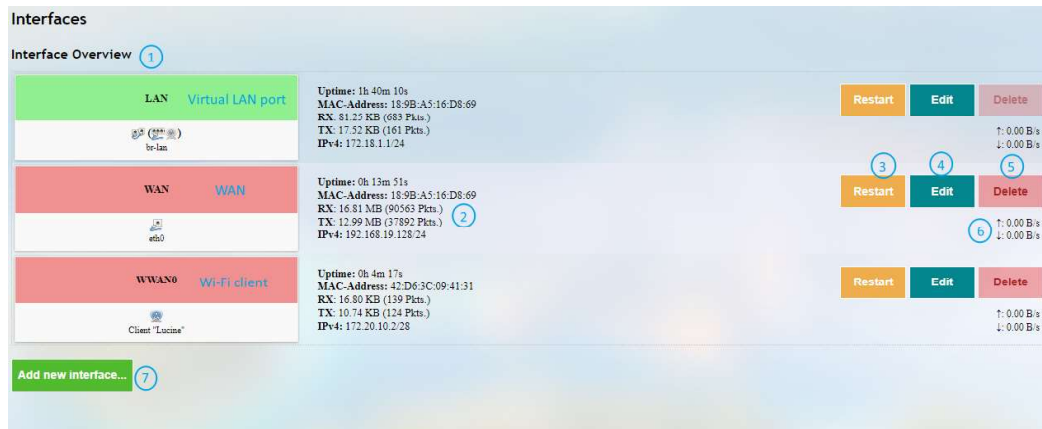 Interfaces
Interface Overview 1
LAN Virtual LAN port
br-lan
Uptime: 1h 40m 10s
MAC-Address: 18:9B:A5:16:D8:69
RX: 81.25 KB (683 Pkts.)
TX: 17.52 KB (161 Pkts.)
IPv4: 172.18.1.1/24
Restart Edit Delete
↑: 0.00 B/s
↓: 0.00 B/s
WAN WAN
eth0
Uptime: 0h 13m 51s
MAC-Address: 18:9B:A5:16:D8:69
RX: 16.81 MB (90563 Pkts.)
TX: 12.99 MB (37892 Pkts.)
2
IPv4: 192.168.19.128/24
3 4 5
Restart Edit Delete
6
↑: 0.00 B/s
↓: 0.00 B/s
WWAN0 Wi-Fi client
Client "Lucine"
Uptime: 0h 4m 17s
MAC-Address: 42:D6:3C:09:41:31
RX: 16.80 KB (139 Pkts.)
TX: 10.74 KB (124 Pkts.)
IPv4: 172.20.10.2/28
Restart Edit Delete
↑: 0.00 B/s
↓: 0.00 B/s
Add new interface... 7